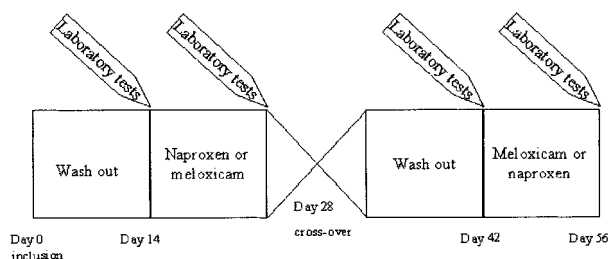 Laboratory tests
Laboratory tests
Laboratory tests
Laboratory tests
Wash out
Naproxen or
meloxicam
Wash out
Meloxicam or
naproxen
Day 0
inclusion
Day 14
Day 28
cross-over
Day 42
Day 56